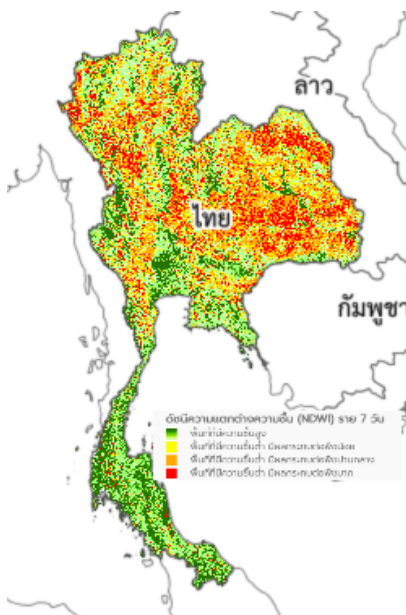 ลาว
ไทย
กัมพูชา
ดัชนีความแตกต่างความชื้น (NDWI) ราย 7 วัน
พื้นที่ที่มีความชื้นสูง
พื้นที่ที่มีความชื้นต่ำ มีผลกระทบต่อพืชน้อย
พื้นที่ที่มีความชื้นต่ำ มีผลกระทบต่อพืชปานกลาง
พื้นที่ที่มีความชื้นต่ำ มีผลกระทบต่อพืชมาก